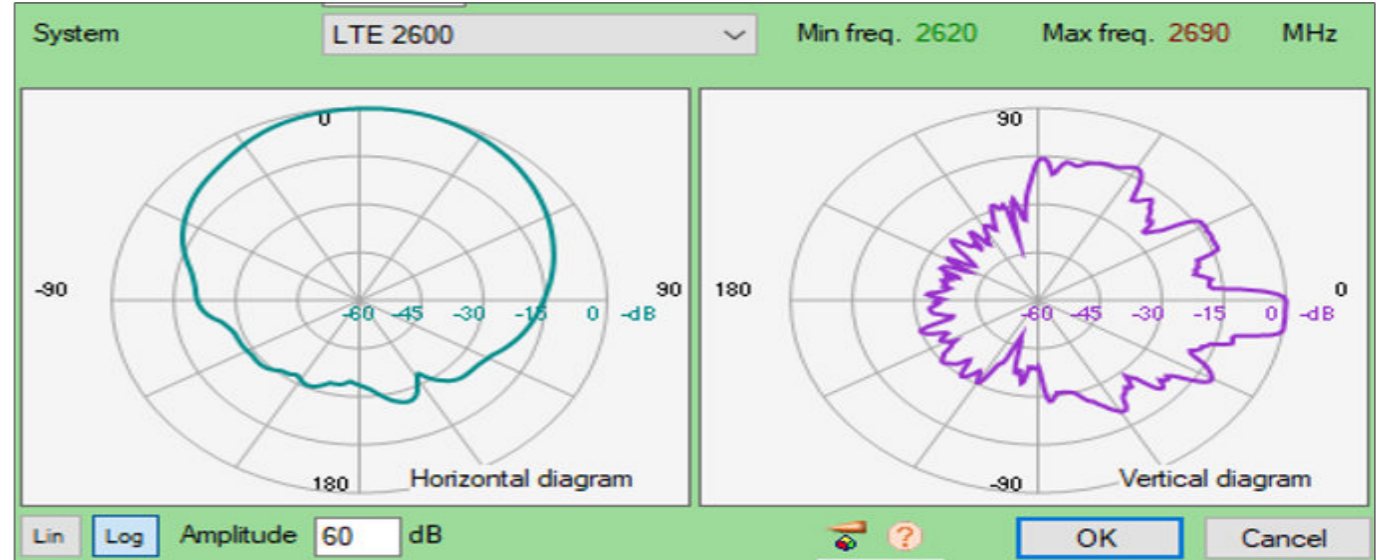 System LTE 2600 Min freq. 2620 Max freq. 2690 MHz
0
-90 90
-60 -45 -30 -15 0 -dB
180 Horizontal diagram
90
180 0
-60 -45 -30 -15 0 -dB
-90 Vertical diagram
Lin Log Amplitude 60 dB ? OK Cancel